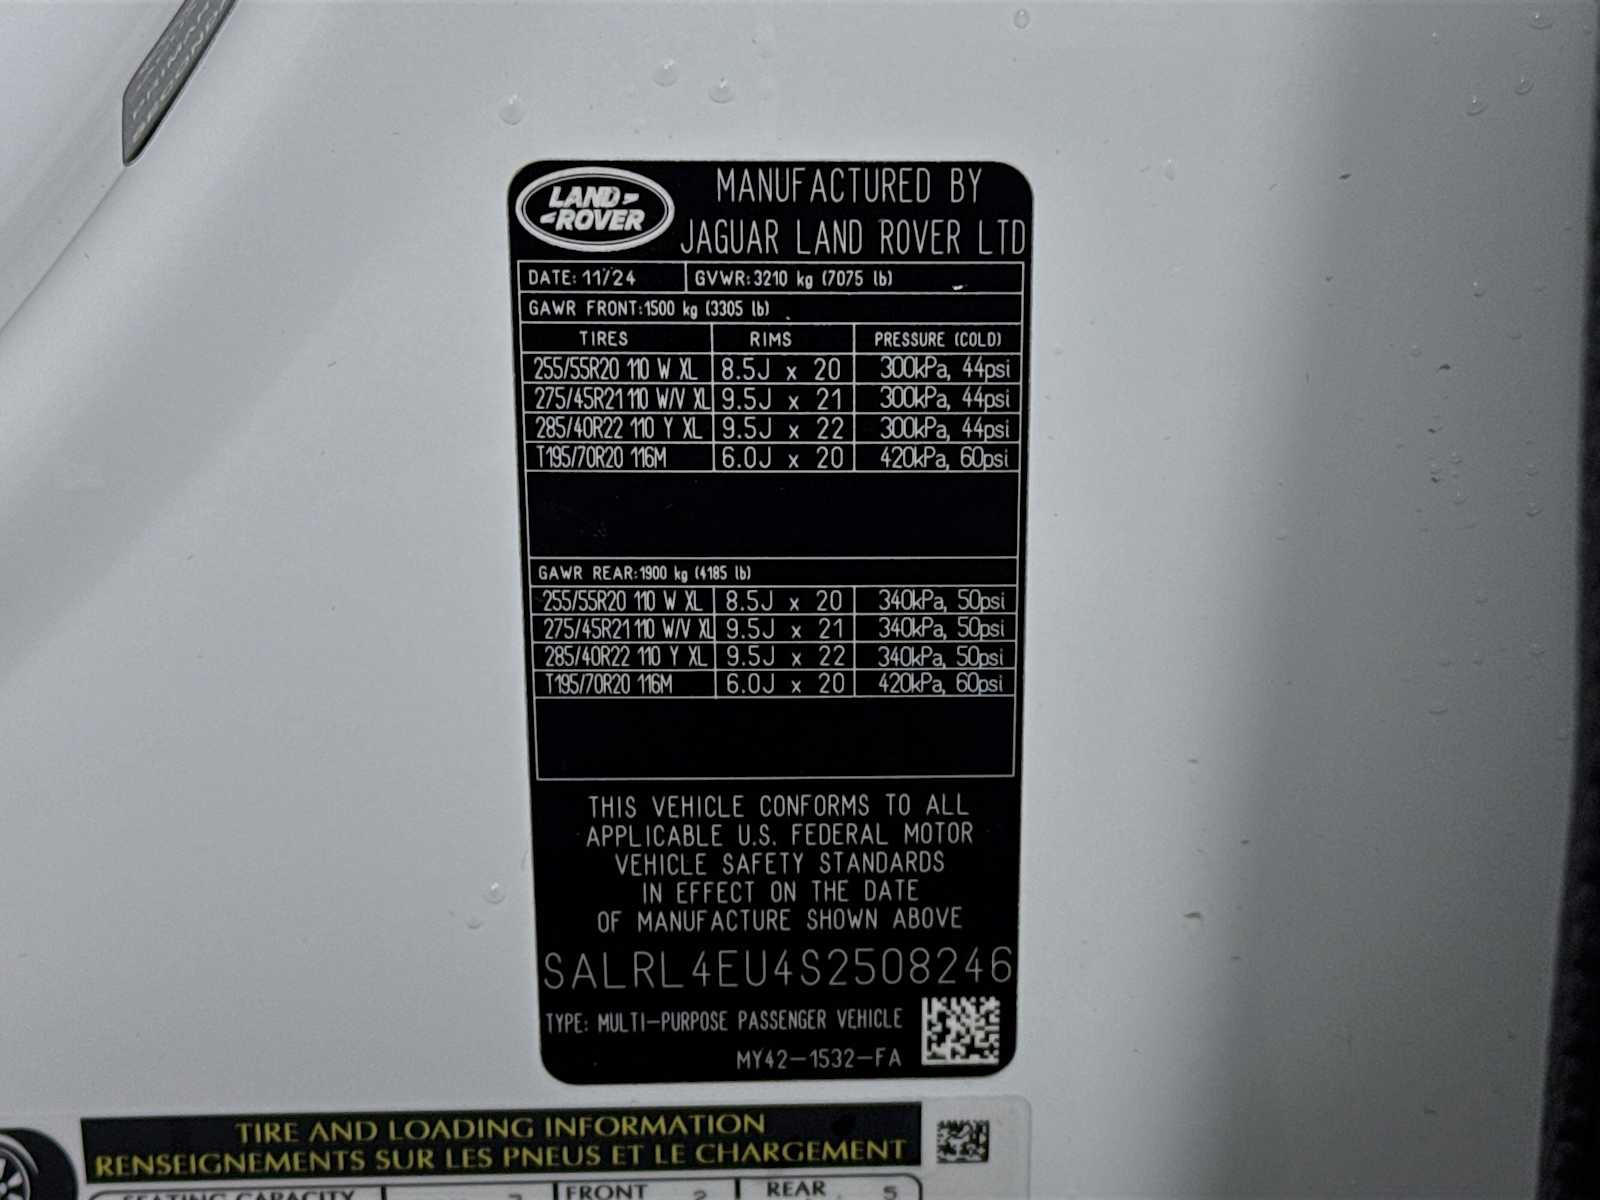 LAND
ROVER
MANUFACTURED BY
JAGUAR LAND ROVER LTD
DATE: 11/24 GVWR: 3210 kg (7075 lb)
GAWR FRONT: 1500 kg (3305 lb)
TIRES RIMS PRESSURE (COLD)
255/55R20 110 W XL 8.5J x 20 300kPa, 44psi
275/45R21 110 W/V XL 9.5J x 21 300kPa, 44psi
285/40R22 110 Y XL 9.5J x 22 300kPa, 44psi
T195/70R20 116M 6.0J x 20 420kPa, 60psi
GAWR REAR: 1900 kg (4185 lb)
255/55R20 110 W XL 8.5J x 20 340kPa, 50psi
275/45R21 110 W/V XL 9.5J x 21 340kPa, 50psi
285/40R22 110 Y XL 9.5J x 22 340kPa, 50psi
T195/70R20 116M 6.0J x 20 420kPa, 60psi
THIS VEHICLE CONFORMS TO ALL
APPLICABLE U.S. FEDERAL MOTOR
VEHICLE SAFETY STANDARDS
IN EFFECT ON THE DATE
OF MANUFACTURE SHOWN ABOVE
SALRL4EU4S2508246
TYPE: MULTI-PURPOSE PASSENGER VEHICLE
MY42-1532-FA
TIRE AND LOADING INFORMATION
RENSEIGNEMENTS SUR LES PNEUS ET LE CHARGEMENT
SEATING CAPACITY 7 FRONT 2 REAR 5